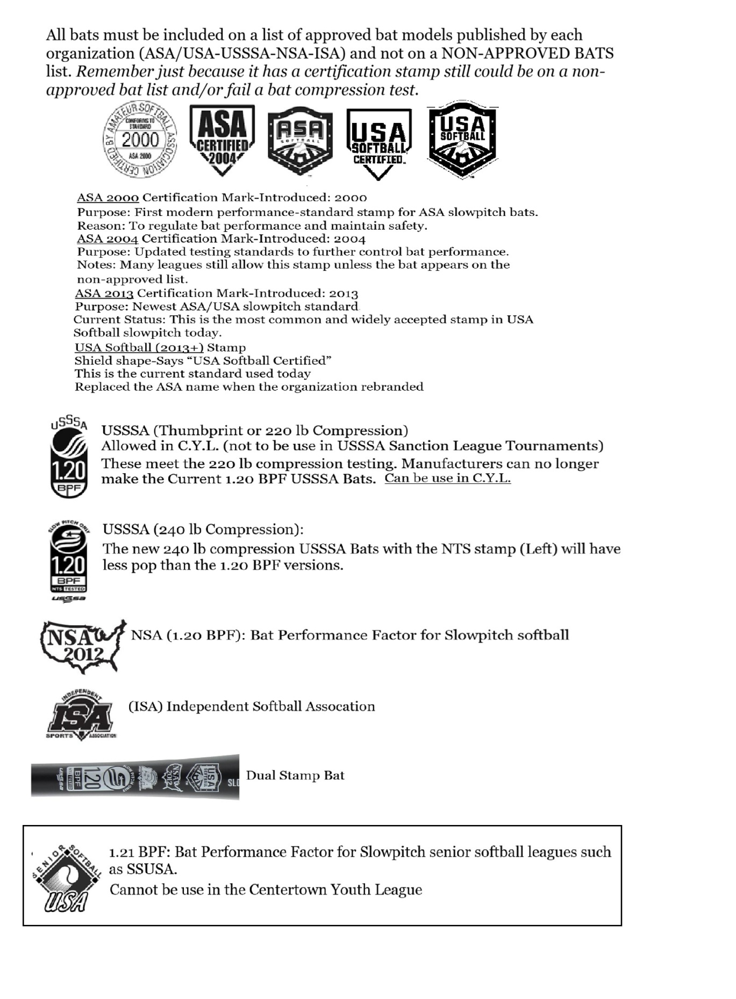 All bats must be included on a list of approved bat models published by each
organization (ASA/USA-USSSA-NSA-ISA) and not on a NON-APPROVED BATS
list. Remember just because it has a certification stamp still could be on a non-
approved bat list and/or fail a bat compression test.
CERTIFIED BY AMATEUR SOFTBALL ASSOCIATION
CONFORMS TO
STANDARD
2000
ASA 2000
ASA
CERTIFIED
2004
ASA
SOFTBALL
USA
SOFTBALL
CERTIFIED
USA
SOFTBALL
ASA 2000 Certification Mark-Introduced: 2000
Purpose: First modern performance-standard stamp for ASA slowpitch bats.
Reason: To regulate bat performance and maintain safety.
ASA 2004 Certification Mark-Introduced: 2004
Purpose: Updated testing standards to further control bat performance.
Notes: Many leagues still allow this stamp unless the bat appears on the
non-approved list.
ASA 2013 Certification Mark-Introduced: 2013
Purpose: Newest ASA/USA slowpitch standard
Current Status: This is the most common and widely accepted stamp in USA
Softball slowpitch today.
USA Softball (2013+) Stamp
Shield shape-Says “USA Softball Certified”
This is the current standard used today
Replaced the ASA name when the organization rebranded
USSSA
1.20
BPF
USSSA (Thumbprint or 220 lb Compression)
Allowed in C.Y.L. (not to be use in USSSA Sanction League Tournaments)
These meet the 220 lb compression testing. Manufacturers can no longer
make the Current 1.20 BPF USSSA Bats. Can be use in C.Y.L.
SLOW PITCH ONLY
1.20
BPF
NTS TESTED
USSSA
USSSA (240 lb Compression):
The new 240 lb compression USSSA Bats with the NTS stamp (Left) will have
less pop than the 1.20 BPF versions.
NSA
2012
NSA (1.20 BPF): Bat Performance Factor for Slowpitch softball
INDEPENDENT
ISA
SPORTS ASSOCIATION
(ISA) Independent Softball Assocation
USSSA
NTS TESTED
BPF
1.20
SLOW PITCH ONLY
NSA
2012
USA
SOFTBALL
SLO
Dual Stamp Bat
SENIOR SOFTBALL
USA
1.21 BPF: Bat Performance Factor for Slowpitch senior softball leagues such
as SSUSA.
Cannot be use in the Centertown Youth League